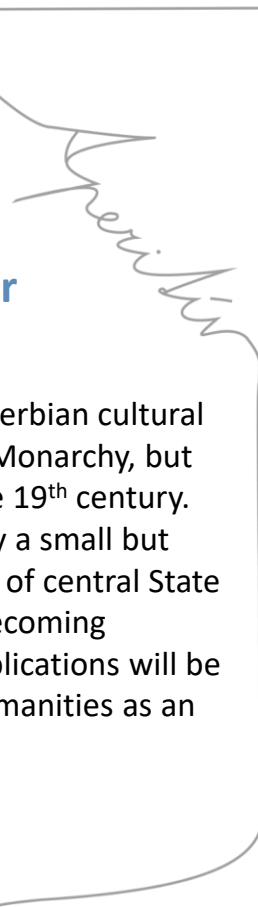 r
erbian cultural
Monarchy, but
e 19th century.
y a small but
of central State
ecoming
plications will be
manities as an